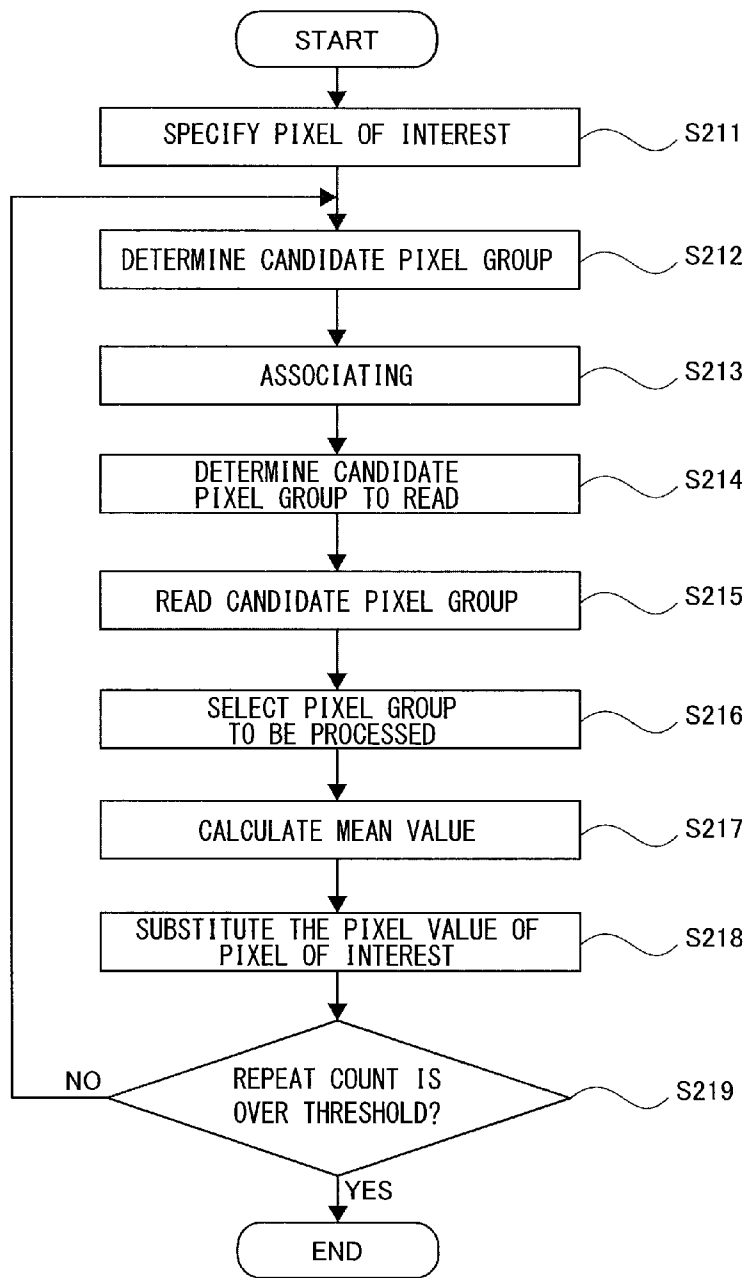 START
SPECIFY PIXEL OF INTEREST
S211
DETERMINE CANDIDATE PIXEL GROUP
S212
ASSOCIATING
S213
DETERMINE CANDIDATE
PIXEL GROUP TO READ
S214
READ CANDIDATE PIXEL GROUP
S215
SELECT PIXEL GROUP
TO BE PROCESSED
S216
CALCULATE MEAN VALUE
S217
SUBSTITUTE THE PIXEL VALUE OF
PIXEL OF INTEREST
S218
NO
REPEAT COUNT IS
OVER THRESHOLD?
S219
YES
END